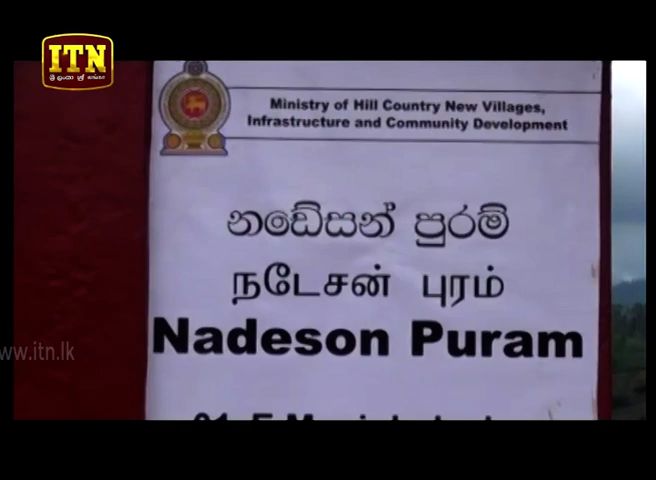 ITN
Ministry of Hill Country New Villages,
Infrastructure and Community Development
නඩේසන් පුරම්
நடேசன் புரம்
Nadeson Puram
www.itn.lk